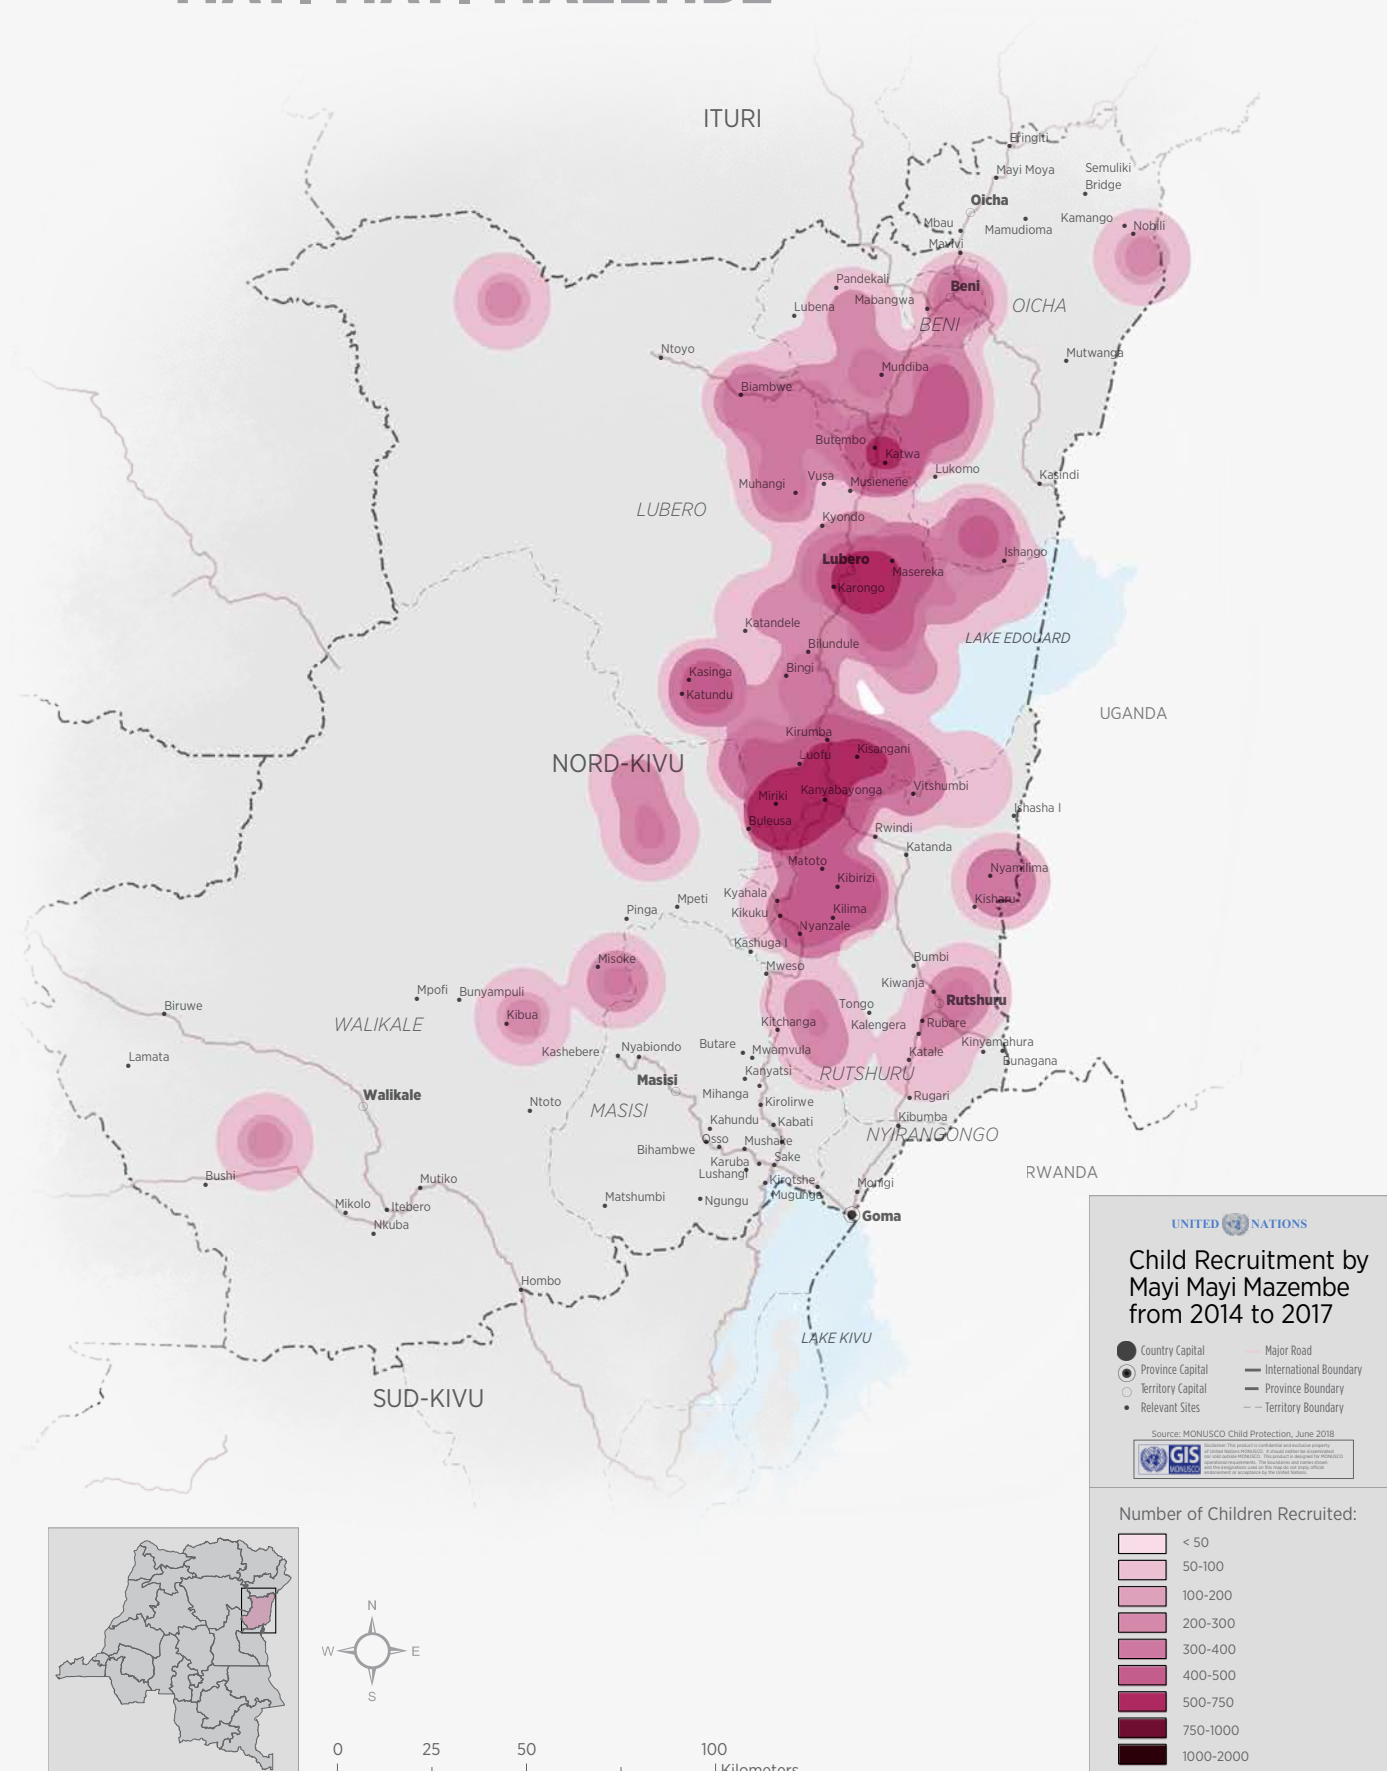 ITURI
Eringiti
Mayi Moya
Semuliki
Bridge
Oicha
Mbau
Mamudioma
Kamango
Nobili
Mavivi
Pandekali
Beni
Mabangwa
Lubena
OICHA
BENI
Ntoyo
Mutwanga
Mundiba
Biambwe
Butembo
Katwa
Lukomo
Kasindi
Muhangi
Vusa
Musienene
LUBERO
Kyondo
Ishango
Lubero
Masereka
Karongo
Katandele
LAKE EDOUARD
Bilundule
Bingi
Kasinga
Katundu
UGANDA
Kirumba
NORD-KIVU
Luofu
Kisangani
Miriki
Kanyabayonga
Vitshumbi
Ishasha I
Buleusa
Rwindi
Katanda
Matoto
Kibirizi
Nyamilima
Kyahala
Kisharu
Mpeti
Pinga
Kikuku
Kilima
Nyanzale
Kashuga I
Misoke
Mweso
Bumbi
Kiwanja
Rutshuru
Mpofi
Bunyampuli
Biruwe
Kibua
WALIKALE
Tongo
Kitchanga
Kalengera
Rubare
Kinyamahura
Bunagana
Lamata
Kashebere
Nyabiondo
Butare
Mwamvula
Katale
Kanyatsi
RUTSHURU
Masisi
Walikale
Mihanga
Kirolirwe
Rugari
Ntoto
MASISI
Kahundu
Kabati
Kibumba
NYIRANGONGO
Osso
Mushake
Bihambwe
Karuba
Sake
Lushangi
RWANDA
Bushi
Mutiko
Kirotshe
Monigi
Mugunga
Mikolo
Itebero
Matshumbi
Ngungu
Goma
Nkuba
Hombo
LAKE KIVU
SUD-KIVU
UNITED NATIONS
Child Recruitment by
Mayi Mayi Mazembe
from 2014 to 2017
Country Capital
Major Road
Province Capital
International Boundary
Territory Capital
Province Boundary
Relevant Sites
Territory Boundary
Source: MONUSCO Child Protection, June 2018
GIS
MONUSCO
Number of Children Recruited:
< 50
50-100
100-200
200-300
300-400
400-500
500-750
750-1000
1000-2000
N
W E
S
0 25 50 100
Kilometers